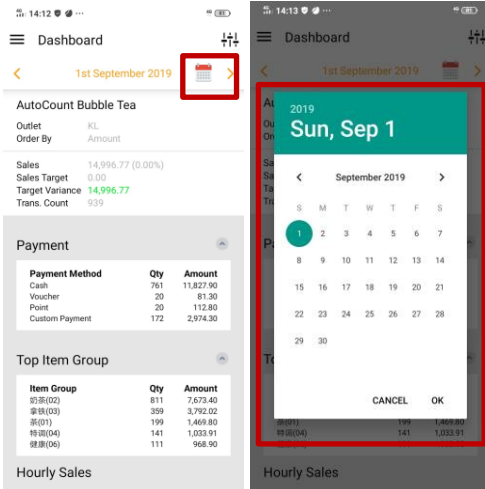 14:12
Dashboard
1st September 2019
AutoCount Bubble Tea
Outlet KL
Order By Amount
Sales 14,996.77 (0.00%)
Sales Target 0.00
Target Variance 14,996.77
Trans. Count 939
Payment
Payment Method Qty Amount
Cash 761 11,827.90
Voucher 20 81.30
Point 20 112.80
Custom Payment 172 2,974.30
Top Item Group
Item Group Qty Amount
奶茶(02) 811 7,673.40
拿铁(03) 359 3,792.02
茶(01) 199 1,469.80
特调(04) 141 1,033.91
健康(06) 111 968.90
Hourly Sales
14:13
Dashboard
1st September 2019
2019
Sun, Sep 1
September 2019
S M T W T F S
1 2 3 4 5 6 7
8 9 10 11 12 13 14
15 16 17 18 19 20 21
22 23 24 25 26 27 28
29 30
CANCEL OK
茶(01) 199 1,469.80
特调(04) 141 1,033.91
健康(06) 111 968.90
Hourly Sales